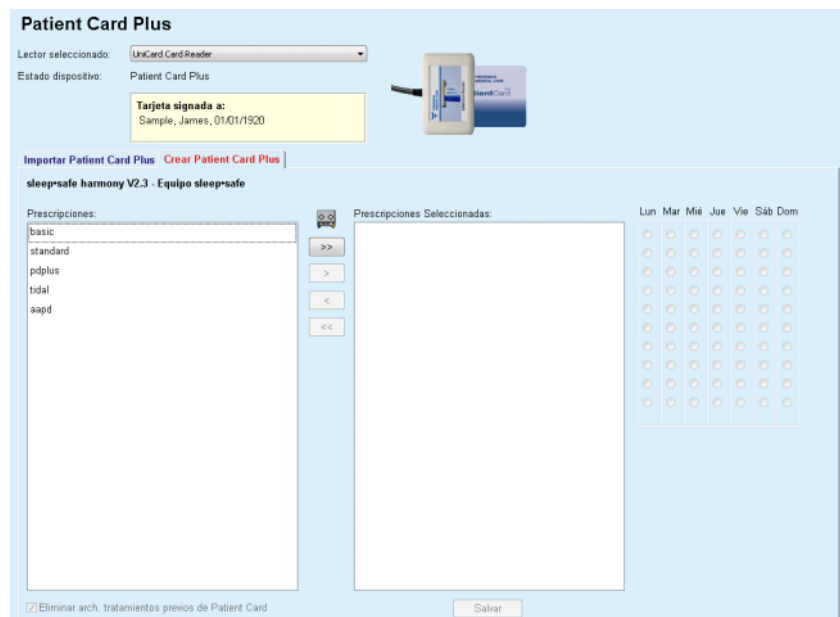 Patient Card Plus
Lector seleccionado: UniCard Card Reader
Estado dispositivo: Patient Card Plus
Tarjeta signada a:
Sample, James, 01/01/1920
Importar Patient Card Plus Crear Patient Card Plus
sleep•safe harmony V2.3 - Equipo sleep•safe
Prescripciones: Prescripciones Seleccionadas: Lun Mar Mié Jue Vie Sáb Dom
basic
standard
pdplus
tidal
aapd
>>
>
<
<<
Eliminar arch. tratamientos previos de Patient Card
Salvar